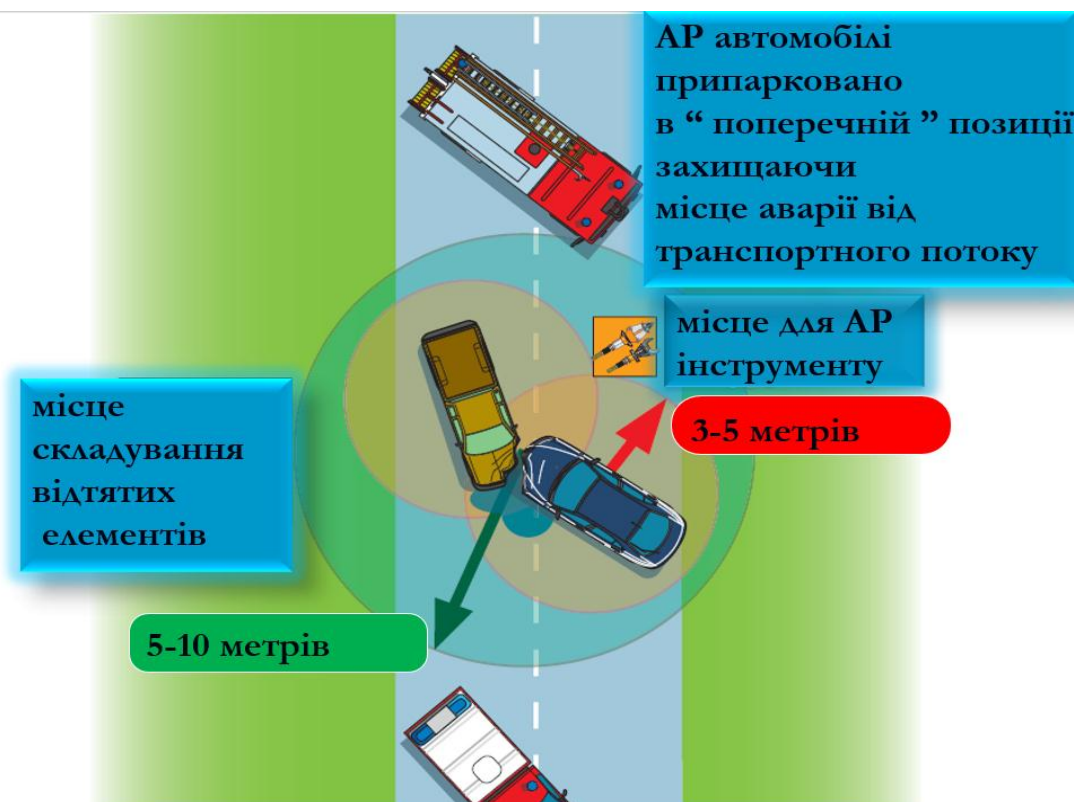 АР автомобілі
припарковано
в “ поперечній ” позиції
захищаючи
місце аварії від
транспортного потоку
місце для АР
інструменту
3-5 метрів
місце
складування
відтятих
елементів
5-10 метрів